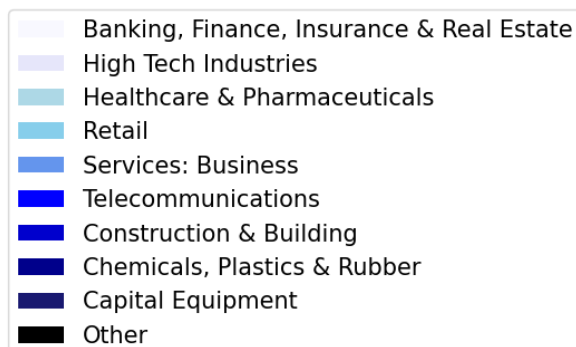 Banking, Finance, Insurance & Real Estate
High Tech Industries
Healthcare & Pharmaceuticals
Retail
Services: Business
Telecommunications
Construction & Building
Chemicals, Plastics & Rubber
Capital Equipment
Other